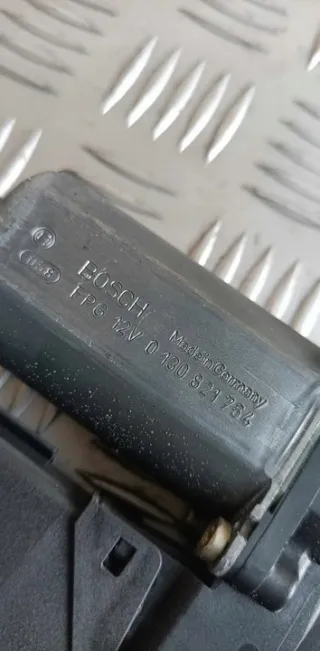 BOSCH Made in Germany
FPG 12V 0 130 821 764